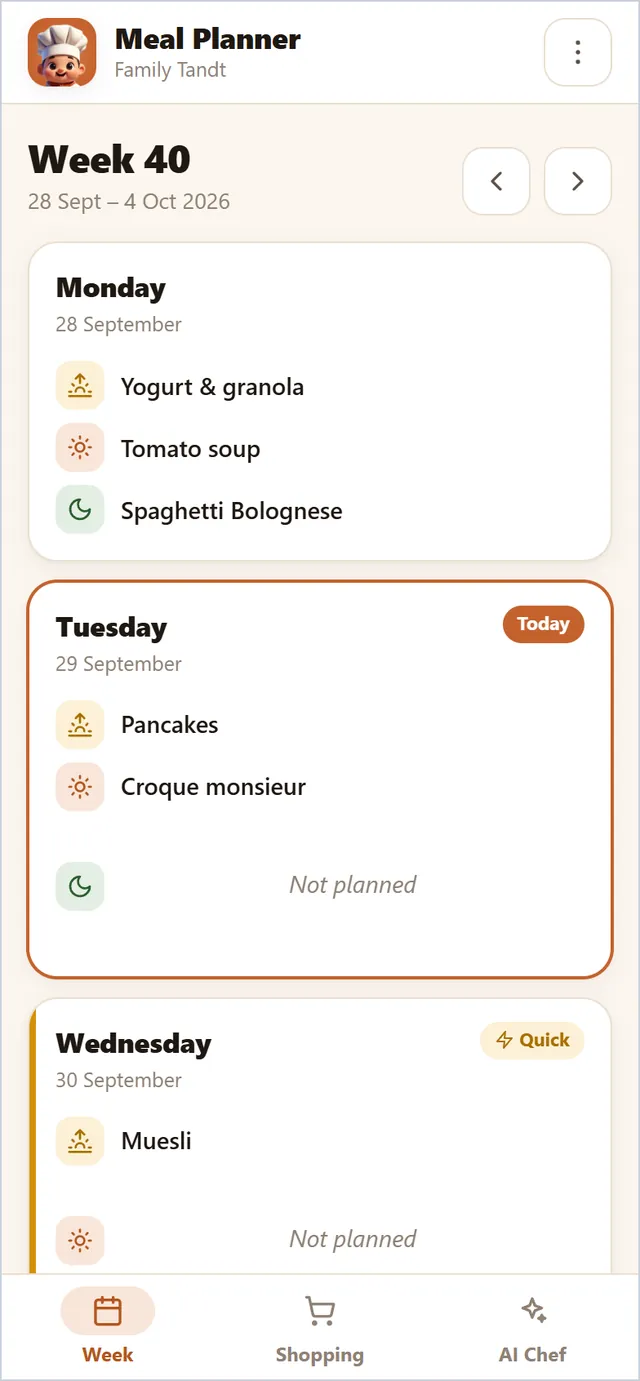 Meal Planner
Family Tandt
Week 40
28 Sept – 4 Oct 2026
Monday
28 September
Yogurt & granola
Tomato soup
Spaghetti Bolognese
Tuesday
Today
29 September
Pancakes
Croque monsieur
Not planned
Wednesday
Quick
30 September
Muesli
Not planned
Week
Shopping
AI Chef